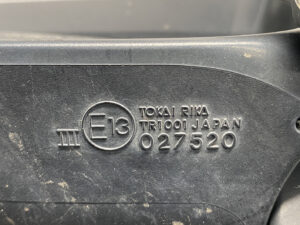 TOKAI RIKA
III E13 TR1001 JAPAN
027520